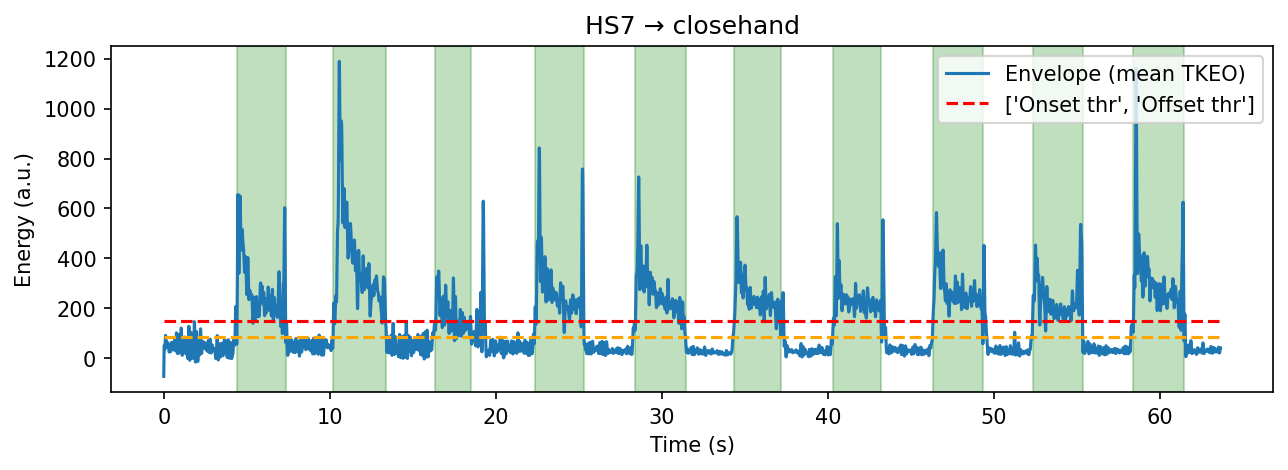 HS7 → closehand
Envelope (mean TKEO)
['Onset thr', 'Offset thr']
Energy (a.u.)
1200
1000
800
600
400
200
0
0 10 20 30 40 50 60
Time (s)